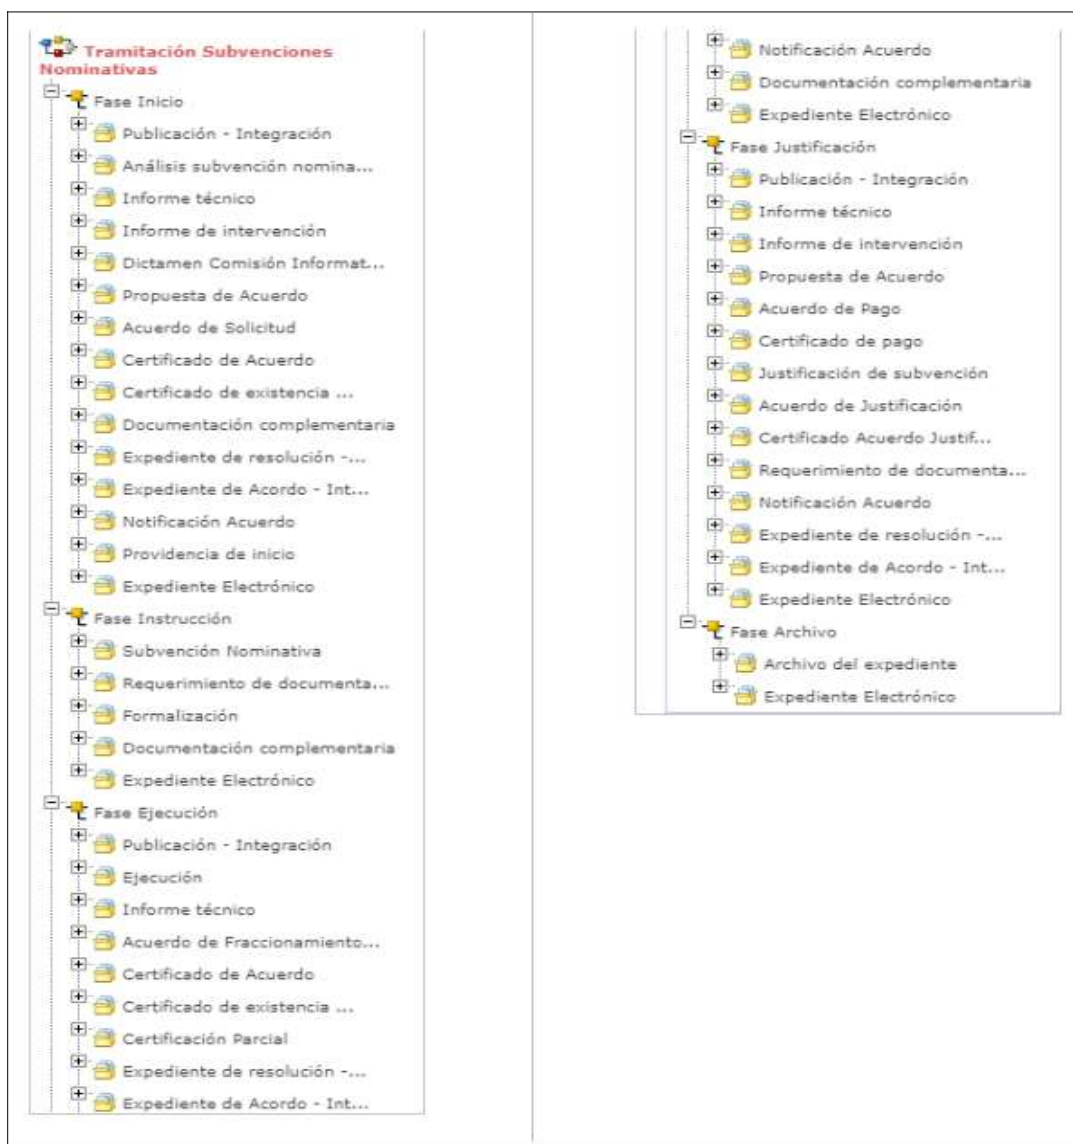 Tramitación Subvenciones
Nominativas
Fase Inicio
Publicación - Integración
Análisis subvención nomina...
Informe técnico
Informe de intervención
Dictamen Comisión Informat...
Propuesta de Acuerdo
Acuerdo de Solicitud
Certificado de Acuerdo
Certificado de existencia ...
Documentación complementaria
Expediente de resolución -...
Expediente de Acordo - Int...
Notificación Acuerdo
Providencia de inicio
Expediente Electrónico
Fase Instrucción
Subvención Nominativa
Requerimiento de documenta...
Formalización
Documentación complementaria
Expediente Electrónico
Fase Ejecución
Publicación - Integración
Ejecución
Informe técnico
Acuerdo de Fraccionamiento...
Certificado de Acuerdo
Certificado de existencia ...
Certificación Parcial
Expediente de resolución -...
Expediente de Acordo - Int...
Notificación Acuerdo
Documentación complementaria
Expediente Electrónico
Fase Justificación
Publicación - Integración
Informe técnico
Informe de intervención
Propuesta de Acuerdo
Acuerdo de Pago
Certificado de pago
Justificación de subvención
Acuerdo de Justificación
Certificado Acuerdo Justif...
Requerimiento de documenta...
Notificación Acuerdo
Expediente de resolución -...
Expediente de Acordo - Int...
Expediente Electrónico
Fase Archivo
Archivo del expediente
Expediente Electrónico